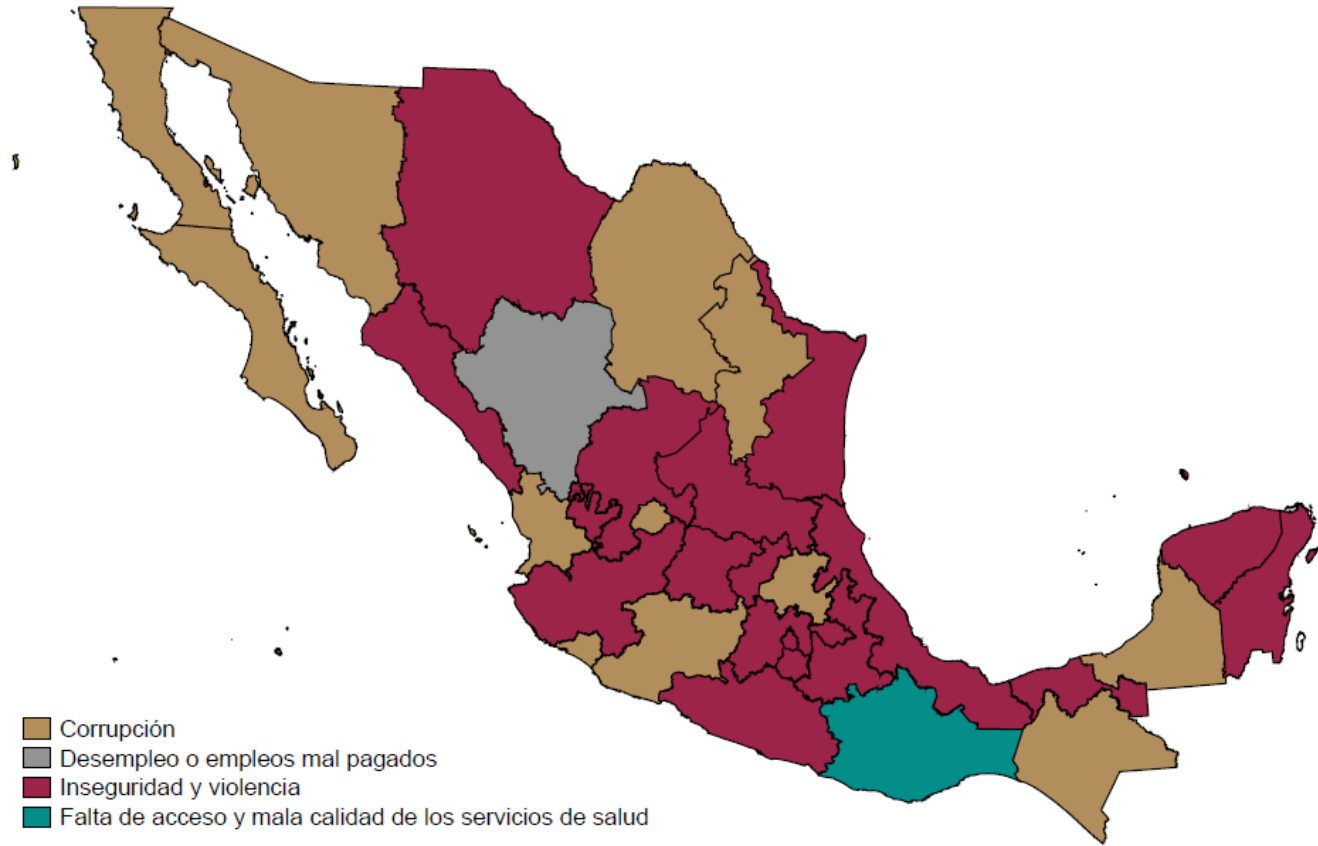 Corrupción
Desempleo o empleos mal pagados
Inseguridad y violencia
Falta de acceso y mala calidad de los servicios de salud